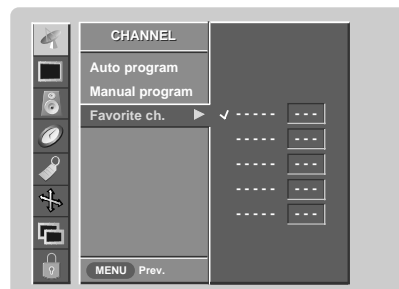 CHANNEL
Auto program
Manual program
Favorite ch. ▶ ✓ ----- ---
----- ---
----- ---
----- ---
----- ---
MENU Prev.